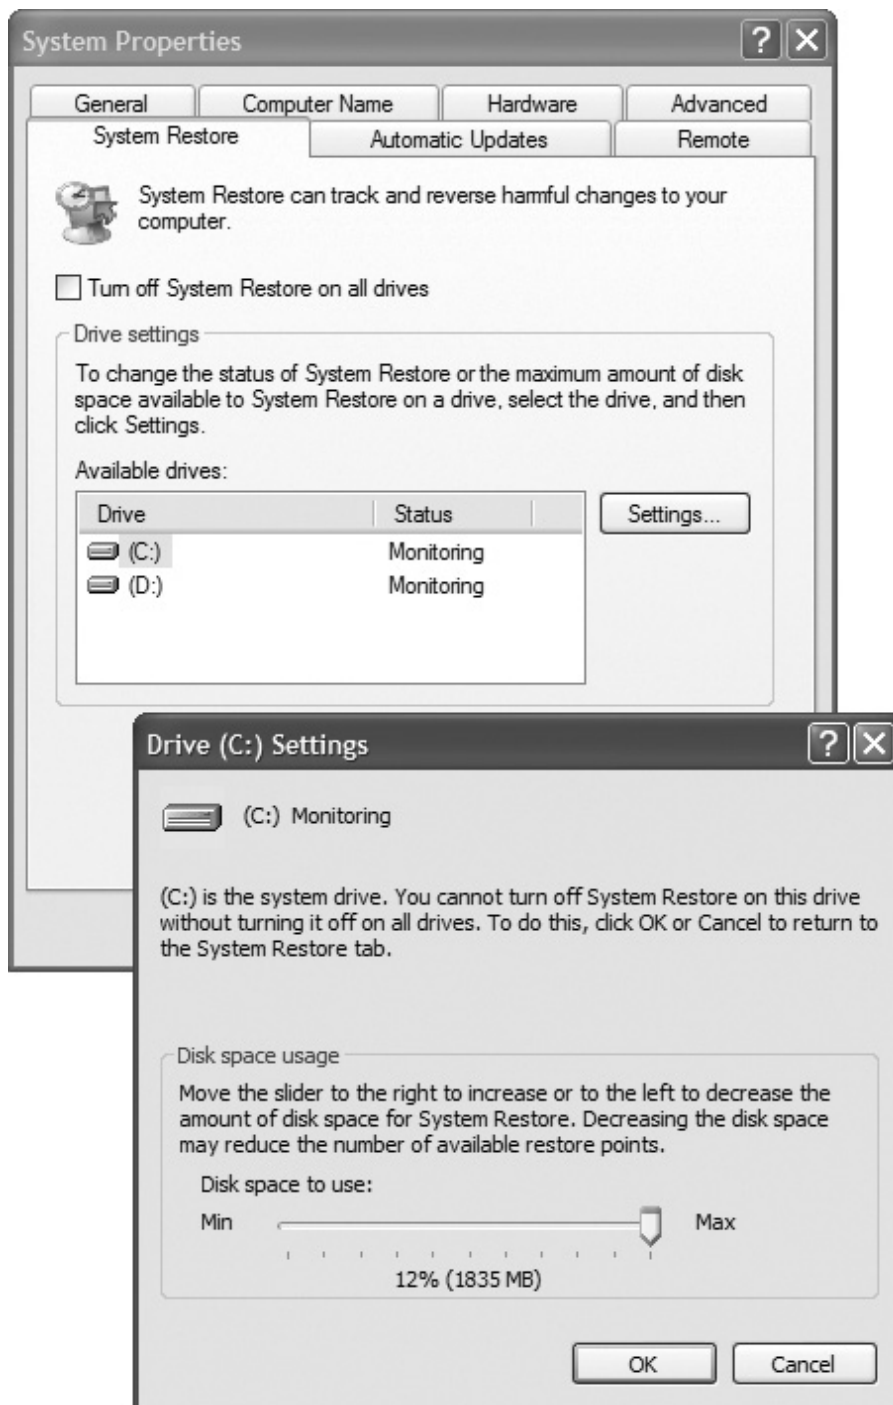 System Properties
General Computer Name Hardware Advanced
System Restore Automatic Updates Remote
System Restore can track and reverse harmful changes to your
computer.
Turn off System Restore on all drives
Drive settings
To change the status of System Restore or the maximum amount of disk
space available to System Restore on a drive, select the drive, and then
click Settings.
Available drives:
Drive Status Settings...
(C:) Monitoring
(D:) Monitoring
Drive (C:) Settings
(C:) Monitoring
(C:) is the system drive. You cannot turn off System Restore on this drive
without turning it off on all drives. To do this, click OK or Cancel to return to
the System Restore tab.
Disk space usage
Move the slider to the right to increase or to the left to decrease the
amount of disk space for System Restore. Decreasing the disk space
may reduce the number of available restore points.
Disk space to use:
Min Max
12% (1835 MB)
OK Cancel